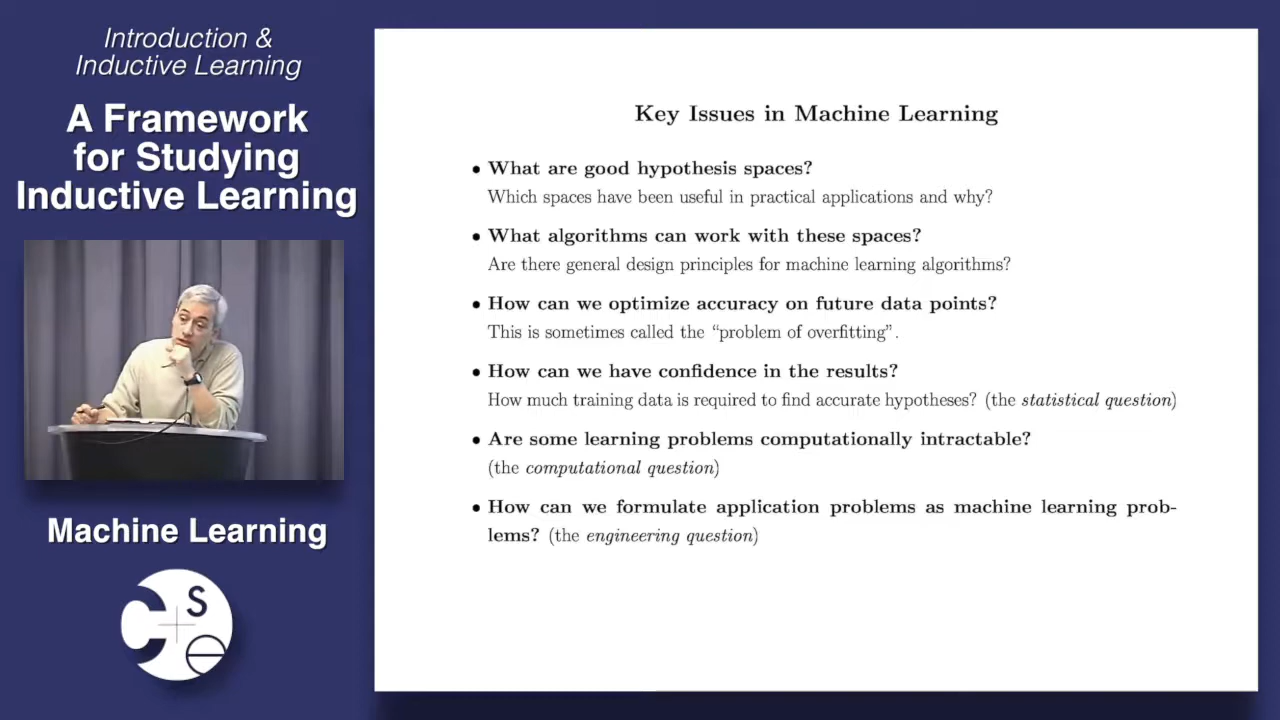 Introduction &
Inductive Learning
A Framework
for Studying
Inductive Learning
Machine Learning
C S e
Key Issues in Machine Learning
• What are good hypothesis spaces?
Which spaces have been useful in practical applications and why?
• What algorithms can work with these spaces?
Are there general design principles for machine learning algorithms?
• How can we optimize accuracy on future data points?
This is sometimes called the “problem of overfitting”.
• How can we have confidence in the results?
How much training data is required to find accurate hypotheses? (the statistical question)
• Are some learning problems computationally intractable?
(the computational question)
• How can we formulate application problems as machine learning prob-
lems? (the engineering question)